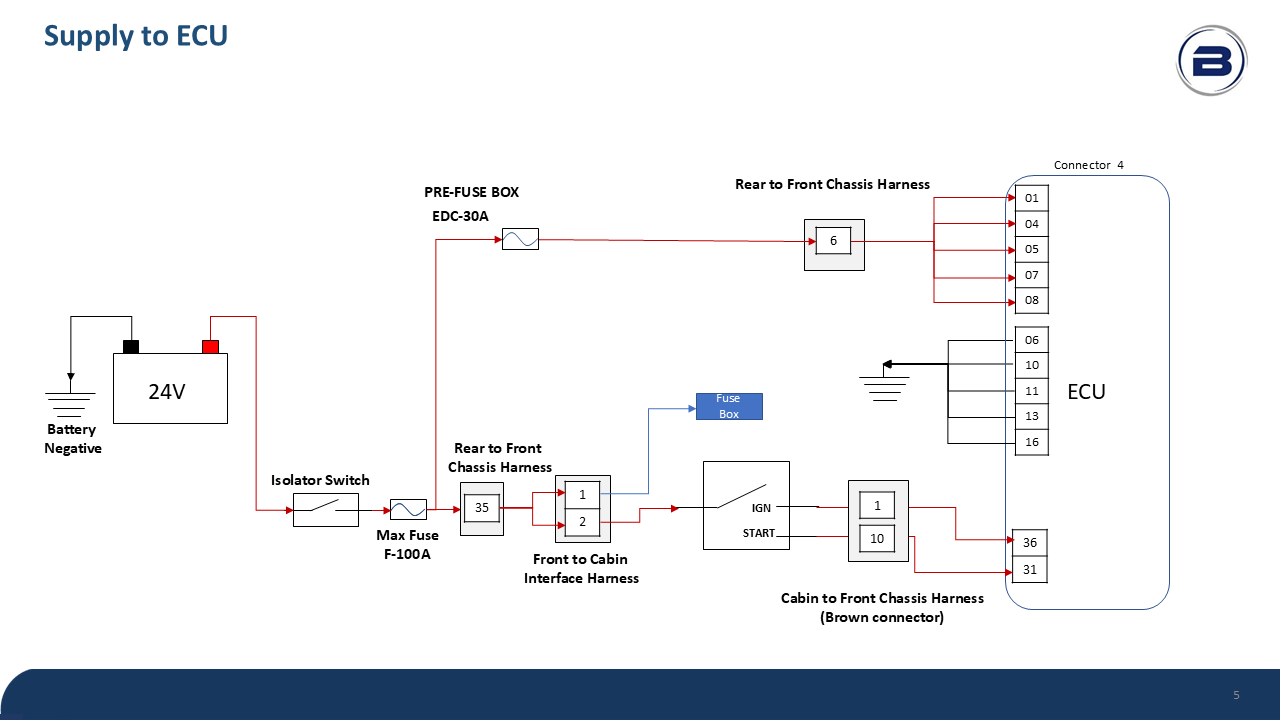 Supply to ECU
B
Connector 4
Rear to Front Chassis Harness
PRE-FUSE BOX
EDC-30A
01
04
05
07
08
6
06
10
11
13
16
ECU
24V
Battery
Negative
Fuse
Box
Rear to Front
Chassis Harness
Isolator Switch
35
1
2
Max Fuse
F-100A
Front to Cabin
Interface Harness
IGN
START
1
10
36
31
Cabin to Front Chassis Harness
(Brown connector)
5